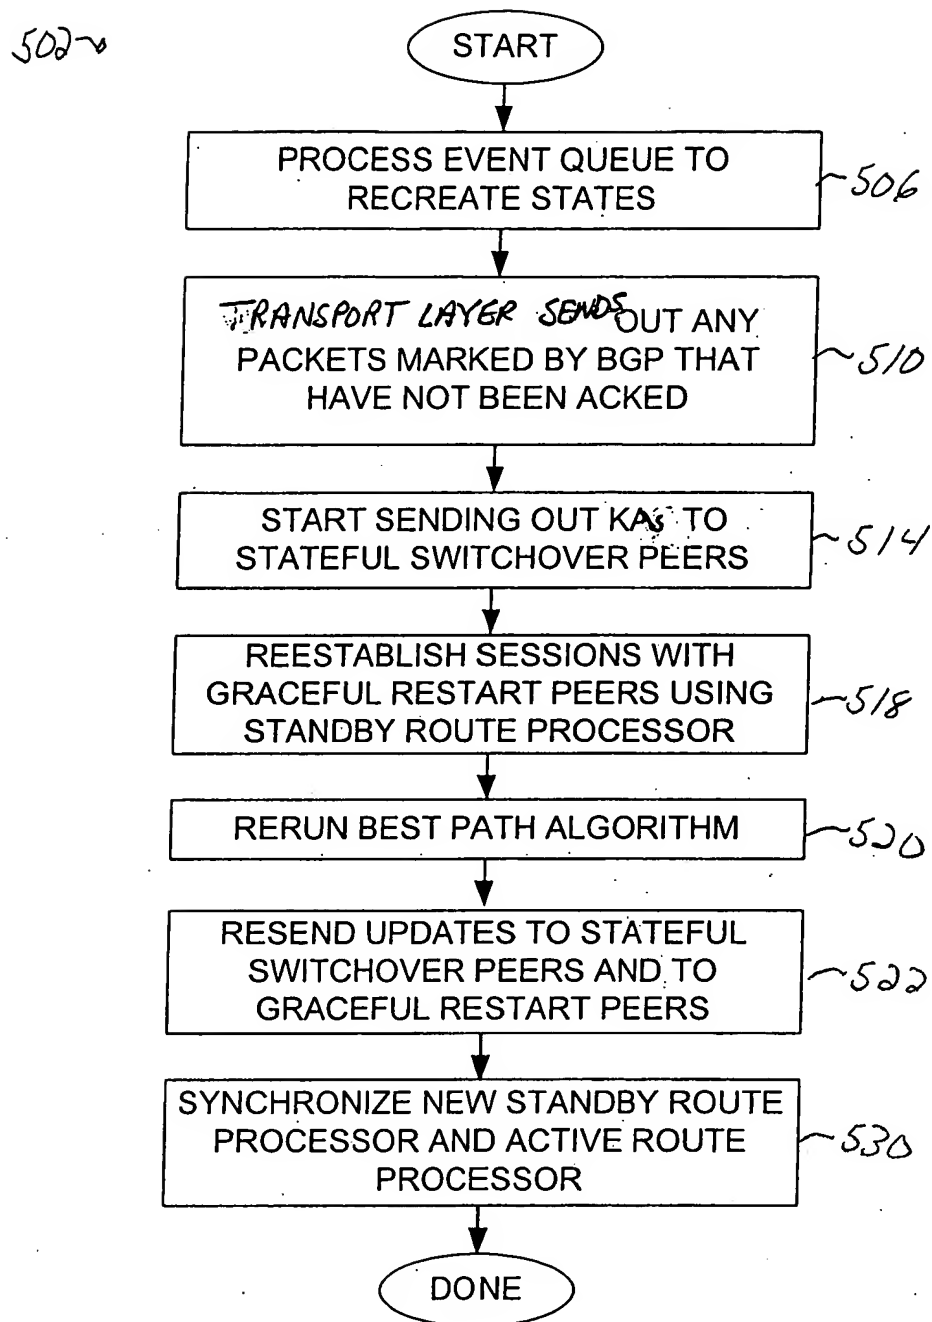 502
START
PROCESS EVENT QUEUE TO
RECREATE STATES
506
TRANSPORT LAYER SENDS OUT ANY
PACKETS MARKED BY BGP THAT
HAVE NOT BEEN ACKED
510
START SENDING OUT KAs TO
STATEFUL SWITCHOVER PEERS
514
REESTABLISH SESSIONS WITH
GRACEFUL RESTART PEERS USING
STANDBY ROUTE PROCESSOR
518
RERUN BEST PATH ALGORITHM
520
RESEND UPDATES TO STATEFUL
SWITCHOVER PEERS AND TO
GRACEFUL RESTART PEERS
522
SYNCHRONIZE NEW STANDBY ROUTE
PROCESSOR AND ACTIVE ROUTE
PROCESSOR
530
DONE